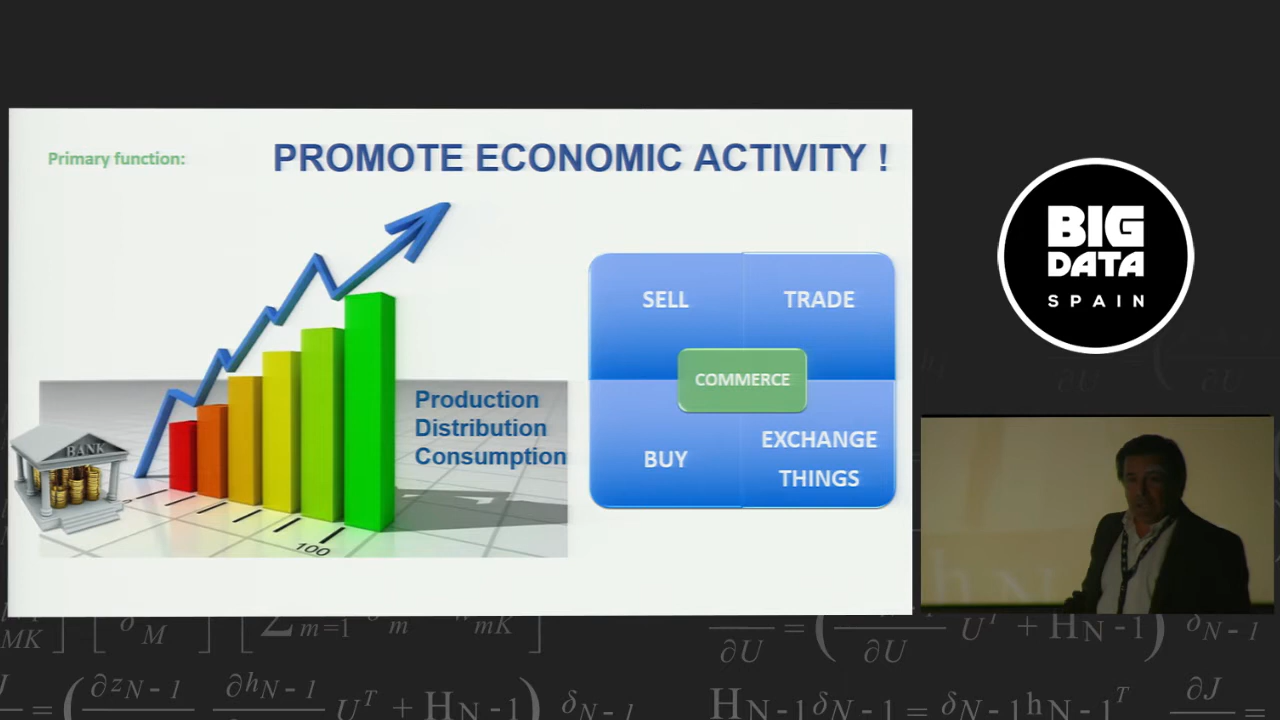 Primary function:
PROMOTE ECONOMIC ACTIVITY !
BANK
100
Production
Distribution
Consumption
SELL
TRADE
COMMERCE
BUY
EXCHANGE
THINGS
BIG
DATA
SPAIN